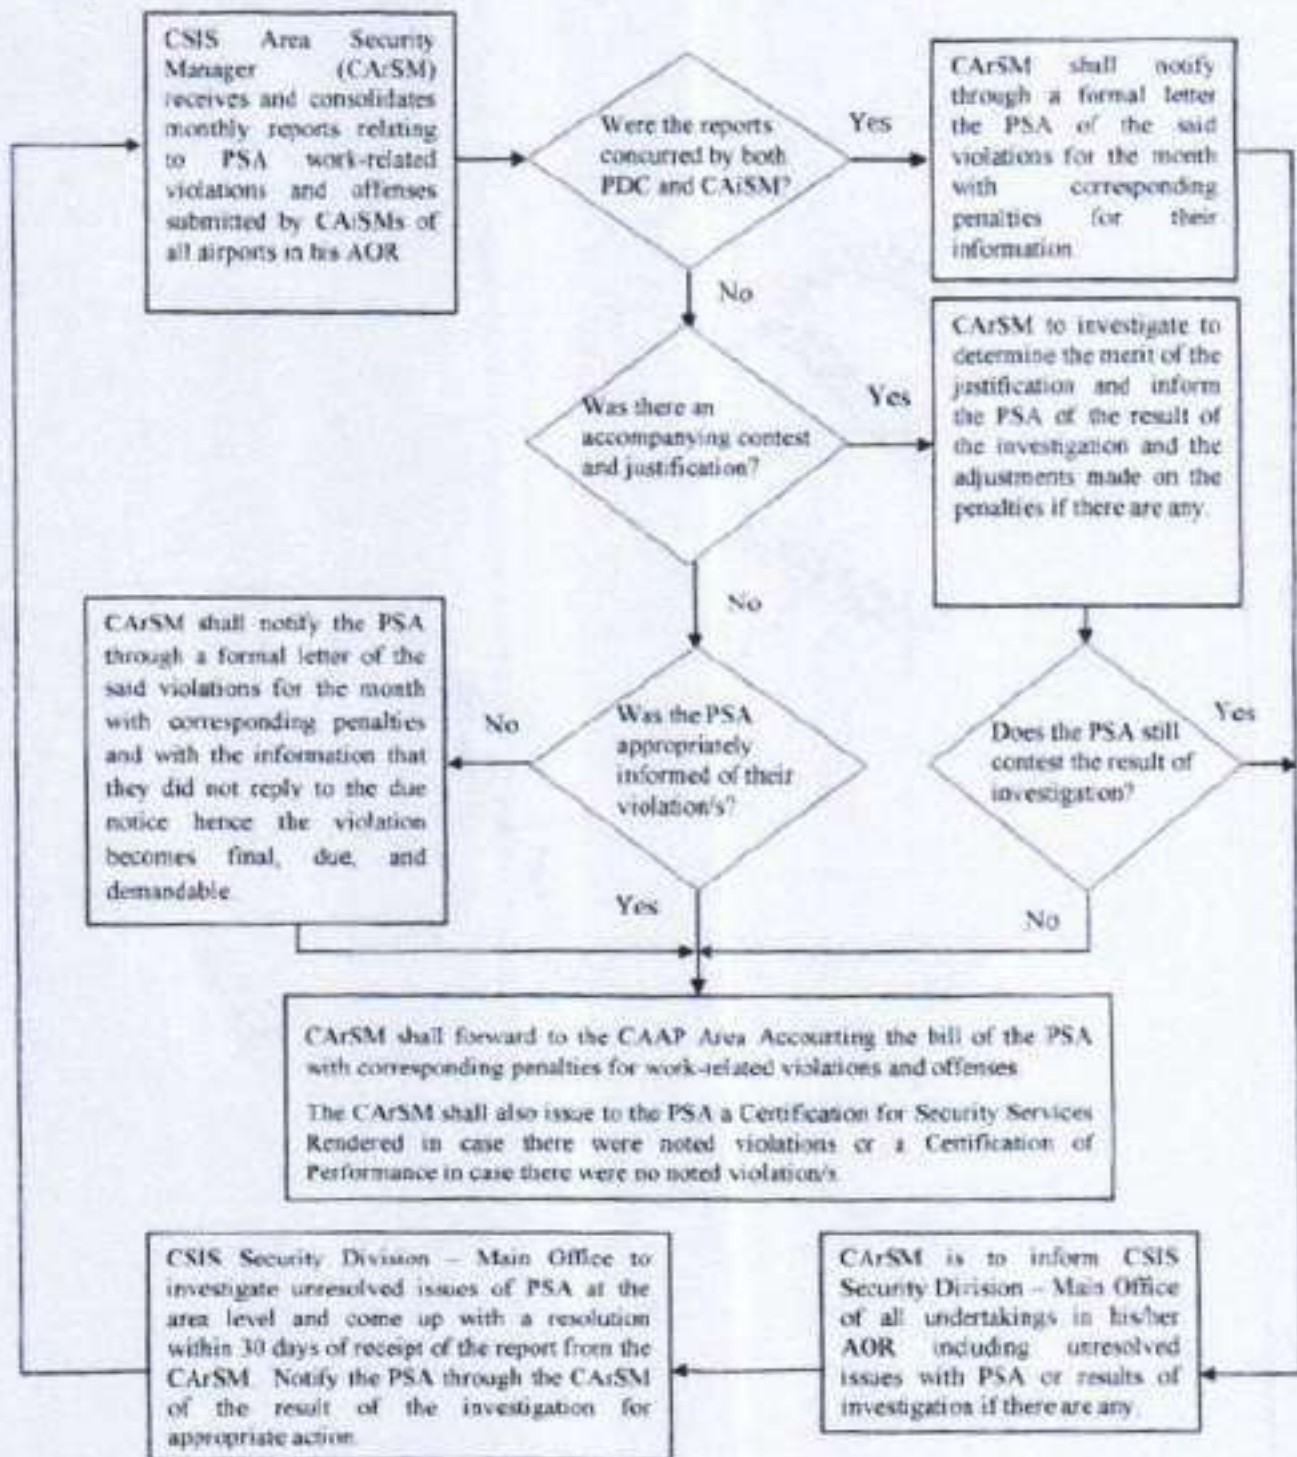 CSIS Area Security
Manager (CArSM)
receives and consolidates
monthly reports relating
to PSA work-related
violations and offenses
submitted by CAiSMs of
all airports in his AOR
Were the reports
concurred by both
PDC and CAiSM?
Yes
CArSM shall notify
through a formal letter
the PSA of the said
violations for the month
with corresponding
penalties for their
information.
No
Was there an
accompanying contest
and justification?
Yes
CArSM to investigate to
determine the merit of the
justification and inform
the PSA of the result of
the investigation and the
adjustments made on the
penalties if there are any.
No
CArSM shall notify the PSA
through a formal letter of the
said violations for the month
with corresponding penalties
and with the information that
they did not reply to the due
notice hence the violation
becomes final, due, and
demandable.
No
Was the PSA
appropriately
informed of their
violation/s?
Yes
Does the PSA still
contest the result of
investigation?
Yes
No
CArSM shall forward to the CAAP Area Accounting the bill of the PSA
with corresponding penalties for work-related violations and offenses
The CArSM shall also issue to the PSA a Certification for Security Services
Rendered in case there were noted violations or a Certification of
Performance in case there were no noted violation/s.
CSIS Security Division – Main Office to
investigate unresolved issues of PSA at the
area level and come up with a resolution
within 30 days of receipt of the report from the
CArSM. Notify the PSA through the CArSM
of the result of the investigation for
appropriate action.
CArSM is to inform CSIS
Security Division – Main Office
of all undertakings in his/her
AOR including unresolved
issues with PSA or results of
investigation if there are any.